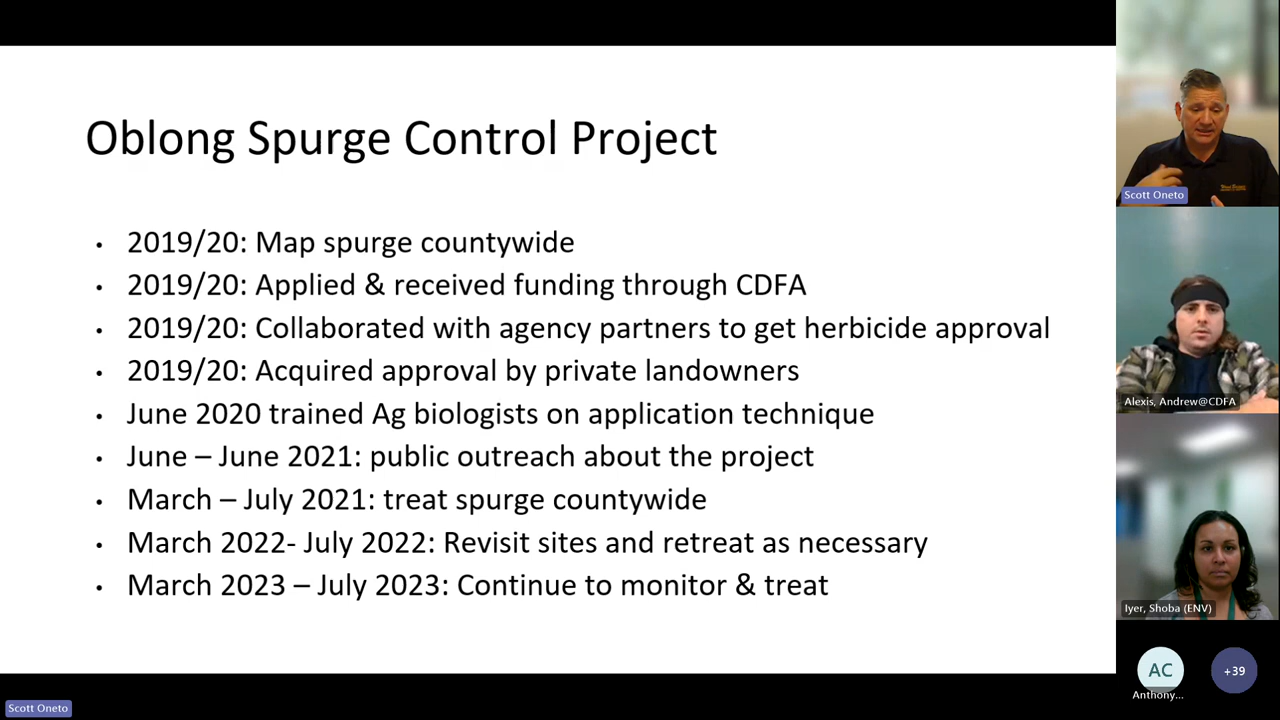 Oblong Spurge Control Project
• 2019/20: Map spurge countywide
• 2019/20: Applied & received funding through CDFA
• 2019/20: Collaborated with agency partners to get herbicide approval
• 2019/20: Acquired approval by private landowners
• June 2020 trained Ag biologists on application technique
• June – June 2021: public outreach about the project
• March – July 2021: treat spurge countywide
• March 2022- July 2022: Revisit sites and retreat as necessary
• March 2023 – July 2023: Continue to monitor & treat
Scott Oneto
Scott Oneto
Alexis, Andrew@CDFA
Iyer, Shoba (ENV)
AC
Anthony...
+39